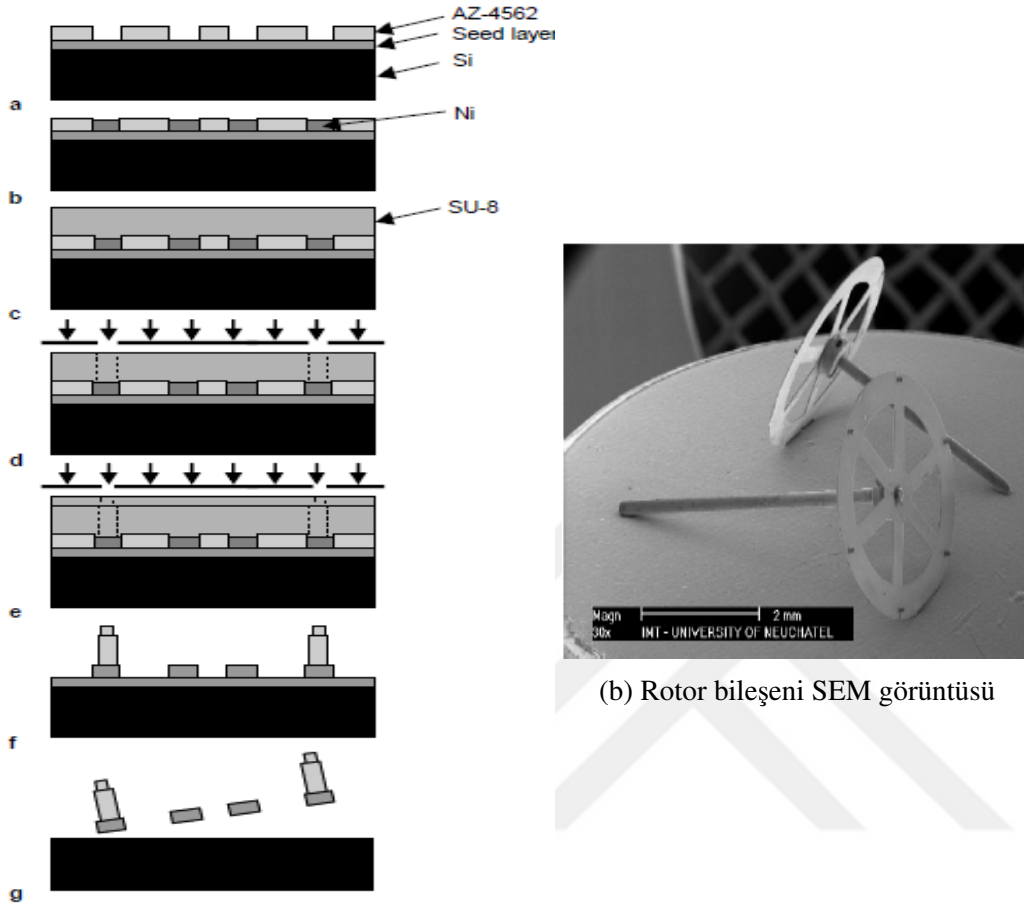 AZ-4562
Seed layer
Si
a
Ni
b
SU-8
c
d
e
f
g
Magn
30x
2 mm
IMT - UNIVERSITY OF NEUCHATEL
(b) Rotor bileşeni SEM görüntüsü